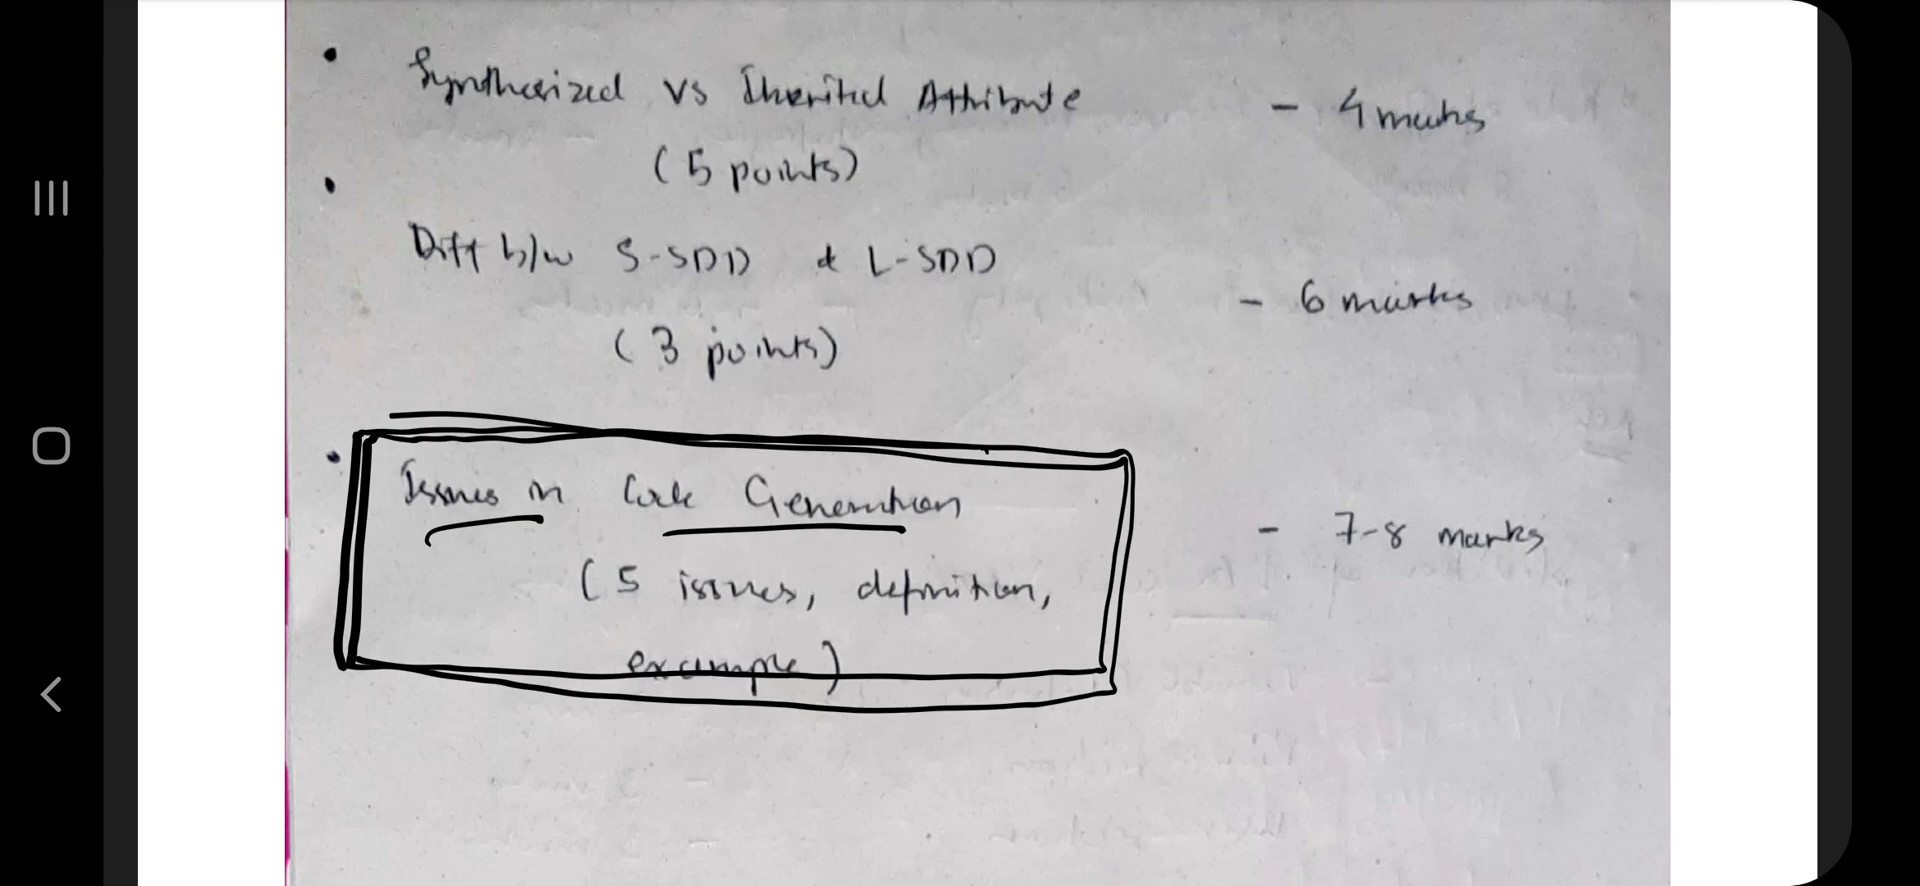 Synthesized vs Inherited Attribute - 4 marks
(5 points)
Diff b/w S-SDD & L-SDD
- 6 marks
(3 points)
Issues in Code Generation
- 7-8 marks
(5 issues, definition,
example)